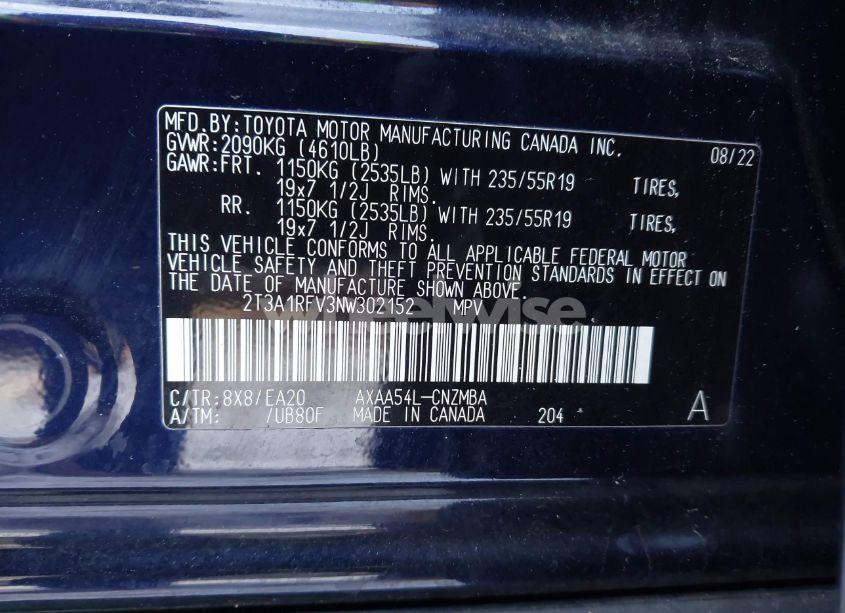 MFD.BY:TOYOTA MOTOR MANUFACTURING CANADA INC. 08/22
GVWR:2090KG (4610LB)
GAWR:FRT. 1150KG (2535LB) WITH 235/55R19 TIRES,
19x7 1/2J RIMS.
RR. 1150KG (2535LB) WITH 235/55R19 TIRES,
19x7 1/2J RIMS.
THIS VEHICLE CONFORMS TO ALL APPLICABLE FEDERAL MOTOR
VEHICLE SAFETY AND THEFT PREVENTION STANDARDS IN EFFECT ON
THE DATE OF MANUFACTURE SHOWN ABOVE.
2T3A1RFV3NW302152 MPV
wheelwise
C/TR:8X8/EA20 AXAA54L-CNZMBA
A/TM: /UB80F MADE IN CANADA 204 A